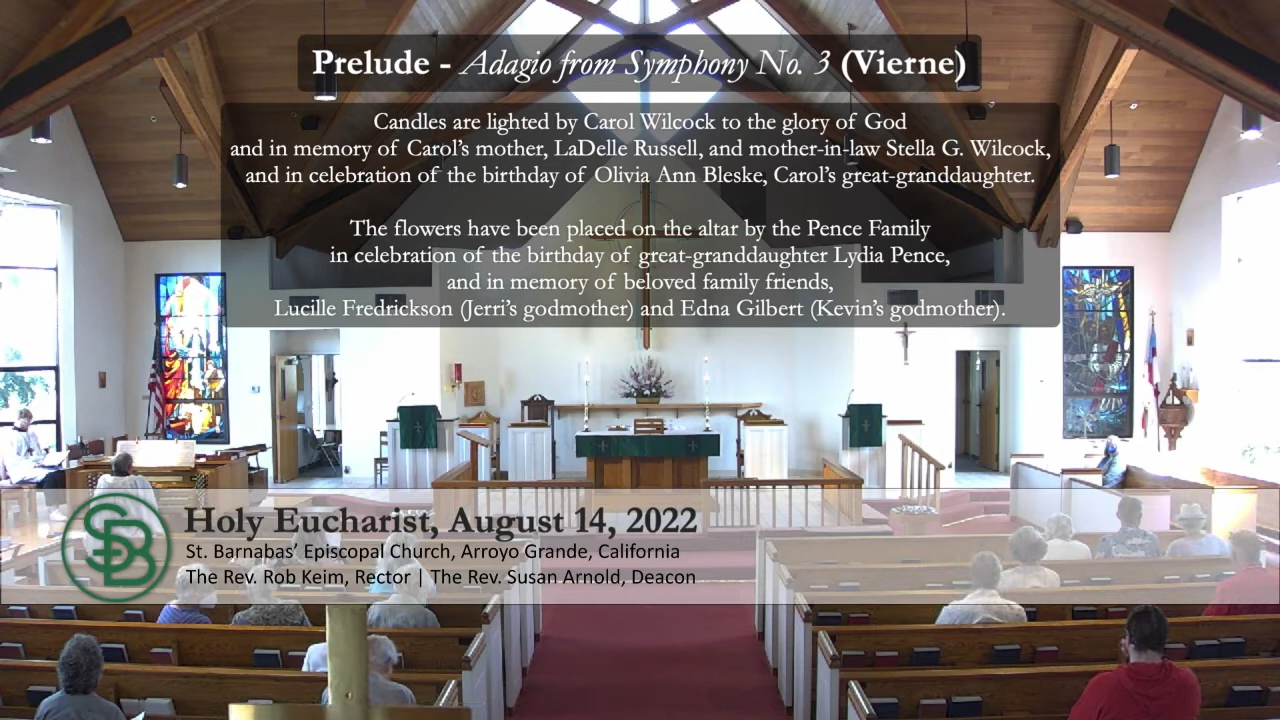 Prelude - Adagio from Symphony No. 3 (Vierne)
Candles are lighted by Carol Wilcock to the glory of God
and in memory of Carol's mother, LaDelle Russell, and mother-in-law Stella G. Wilcock,
and in celebration of the birthday of Olivia Ann Bleske, Carol's great-granddaughter.
The flowers have been placed on the altar by the Pence Family
in celebration of the birthday of great-granddaughter Lydia Pence,
and in memory of beloved family friends,
Lucille Fredrickson (Jerri's godmother) and Edna Gilbert (Kevin's godmother).
SBB
Holy Eucharist, August 14, 2022
St. Barnabas' Episcopal Church, Arroyo Grande, California
The Rev. Rob Keim, Rector | The Rev. Susan Arnold, Deacon